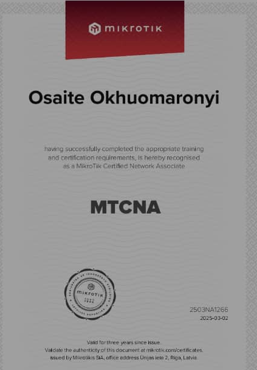 MIKROTIK
Osaite Okhuomaronyi
having successfully completed the appropriate training
and certification requirements, is hereby recognised
as a MikroTik Certified Network Associate
MTCNA
MIKROTIK
2503NA1266
2025-03-02
Valid for three years since issue.
Validate the authenticity of this document at mikrotik.com/certificates.
Issued by Mikrotikls SIA, office address Unijas iela 2, Riga, Latvia.